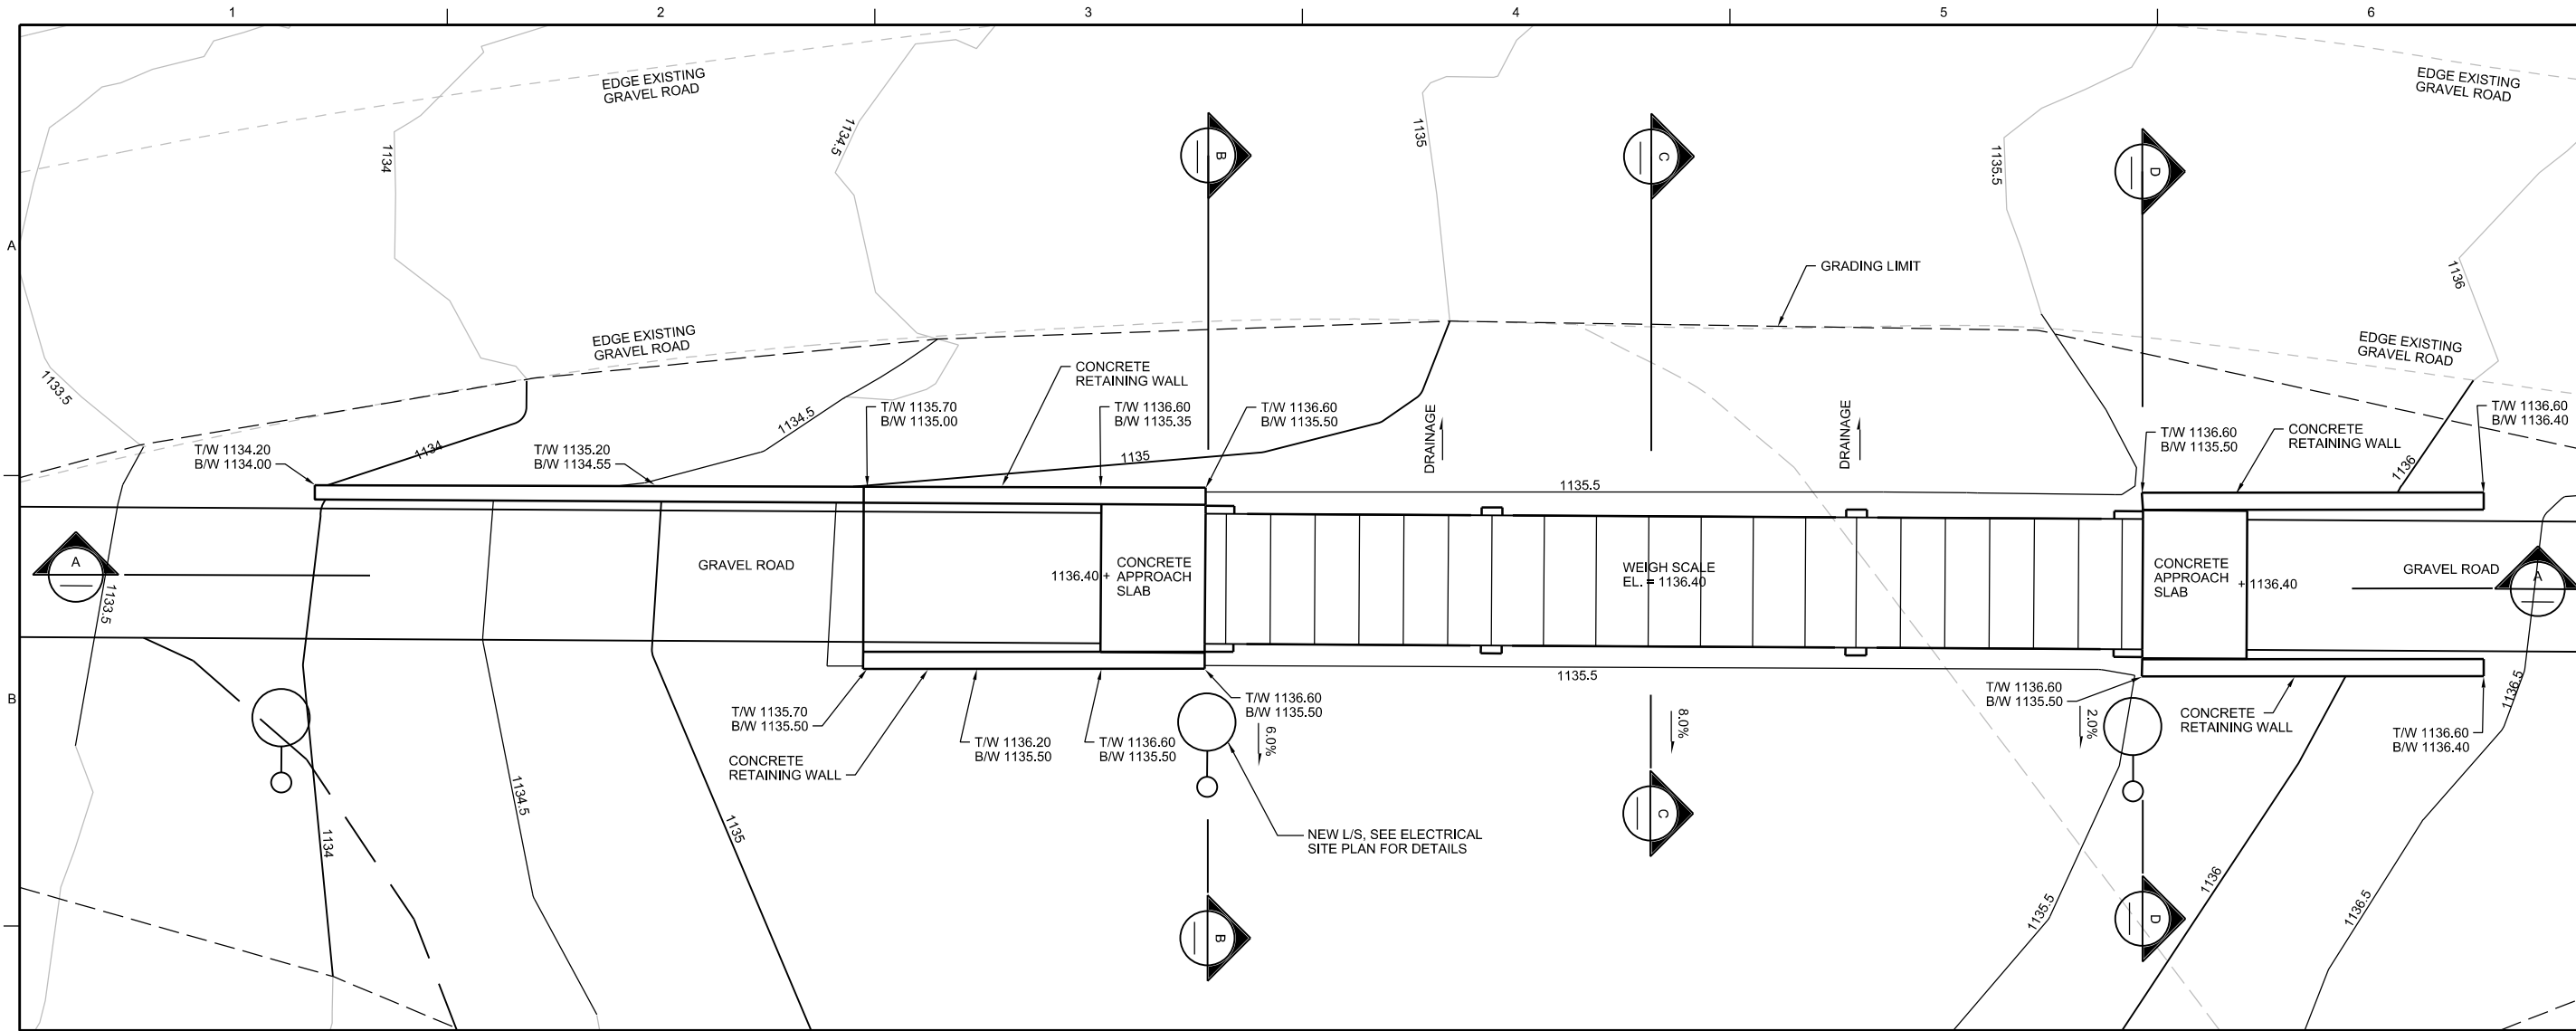 1
2
3
4
5
6
A
B
EDGE EXISTING
GRAVEL ROAD
EDGE EXISTING
GRAVEL ROAD
1134
1134.5
B
1135
C
1135.5
D
1136
GRADING LIMIT
EDGE EXISTING
GRAVEL ROAD
EDGE EXISTING
GRAVEL ROAD
1133.5
CONCRETE
RETAINING WALL
T/W 1134.20
B/W 1134.00
1134
T/W 1135.20
B/W 1134.55
1134.5
T/W 1135.70
B/W 1135.00
T/W 1136.60
B/W 1135.35
T/W 1136.60
B/W 1135.50
1135
DRAINAGE
DRAINAGE
T/W 1136.60
B/W 1135.50
CONCRETE
RETAINING WALL
1136
T/W 1136.60
B/W 1136.40
1135.5
A
1133.5
GRAVEL ROAD
1136.40 +
CONCRETE
APPROACH
SLAB
WEIGH SCALE
EL. = 1136.40
CONCRETE
APPROACH
SLAB
+ 1136.40
GRAVEL ROAD
A
1135.5
T/W 1135.70
B/W 1135.50
CONCRETE
RETAINING WALL
T/W 1136.20
B/W 1135.50
T/W 1136.60
B/W 1135.50
T/W 1136.60
B/W 1135.50
6.0%
8.0%
T/W 1136.60
B/W 1135.50
2.0%
CONCRETE
RETAINING WALL
T/W 1136.60
B/W 1136.40
1136.5
1134
1134.5
1135
NEW L/S, SEE ELECTRICAL
SITE PLAN FOR DETAILS
C
B
1135.5
D
1136
1136.5